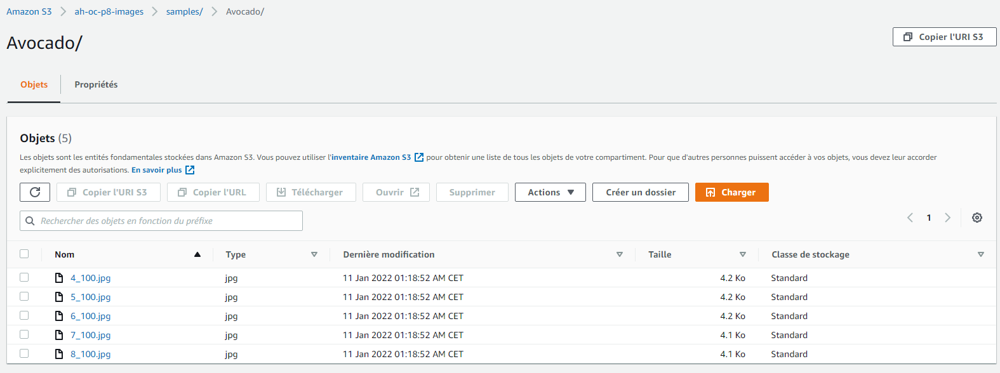 Amazon S3 > ah-oc-p8-images > samples/ > Avocado/
Avocado/
Copier l'URI S3
Objets Propriétés
Objets (5)
Les objets sont les entités fondamentales stockées dans Amazon S3. Vous pouvez utiliser l'inventaire Amazon S3 pour obtenir une liste de tous les objets de votre compartiment. Pour que d'autres personnes puissent accéder à vos objets, vous devez leur accorder
explicitement des autorisations. En savoir plus
Copier l'URI S3 Copier l'URL Télécharger Ouvrir Supprimer Actions Créer un dossier Charger
Rechercher des objets en fonction du préfixe 1
Nom Type Dernière modification Taille Classe de stockage
4_100.jpg jpg 11 Jan 2022 01:18:52 AM CET 4.2 Ko Standard
5_100.jpg jpg 11 Jan 2022 01:18:52 AM CET 4.2 Ko Standard
6_100.jpg jpg 11 Jan 2022 01:18:52 AM CET 4.2 Ko Standard
7_100.jpg jpg 11 Jan 2022 01:18:52 AM CET 4.1 Ko Standard
8_100.jpg jpg 11 Jan 2022 01:18:52 AM CET 4.1 Ko Standard